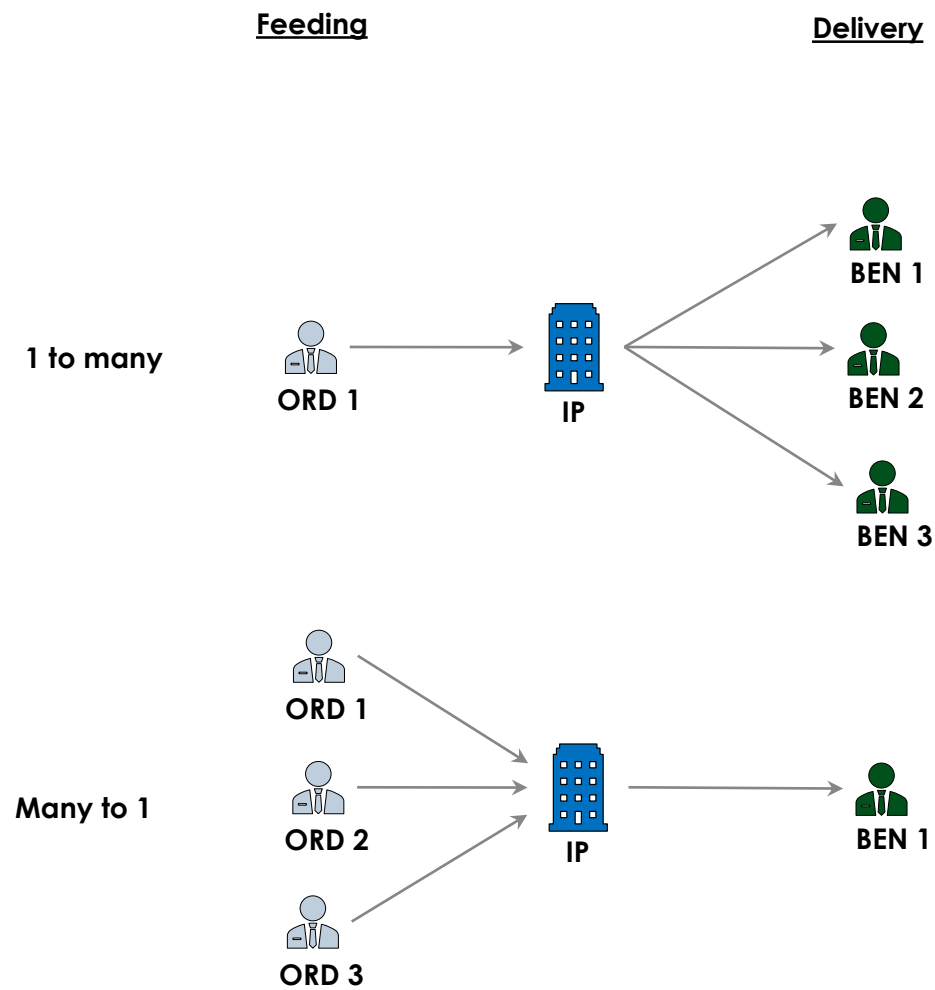 Feeding
Delivery
BEN 1
1 to many
ORD 1
IP
BEN 2
BEN 3
ORD 1
Many to 1
ORD 2
IP
BEN 1
ORD 3